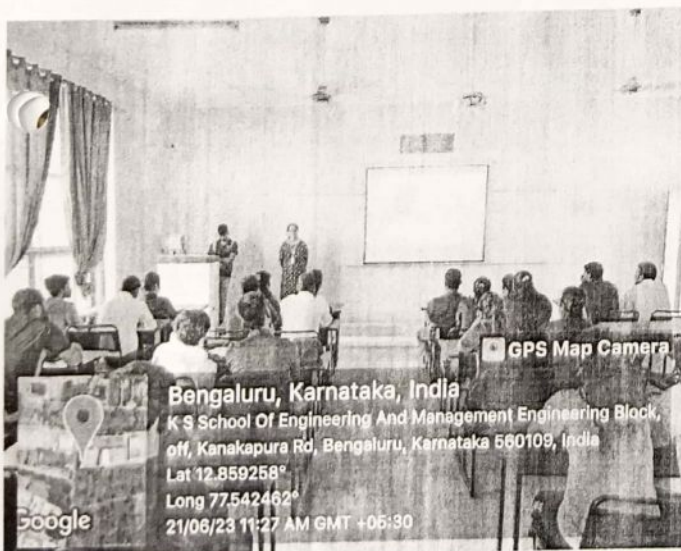 GPS Map Camera
Bengaluru, Karnataka, India
K S School Of Engineering And Management Engineering Block,
off, Kanakapura Rd, Bengaluru, Karnataka 560109, India
Lat 12.859258°
Long 77.542462°
21/06/23 11:27 AM GMT +05:30
Google